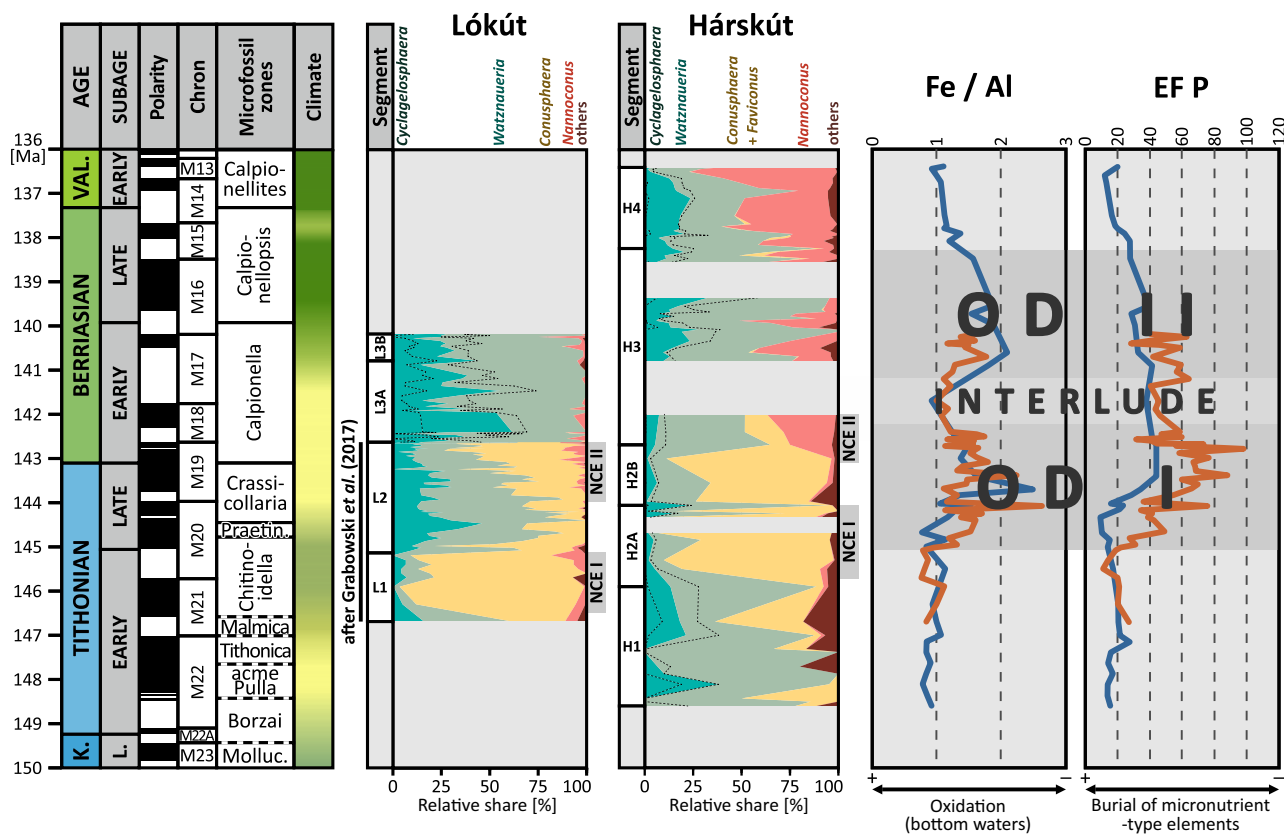 Lókút
Hárskút
AGE
SUBAGE
Polarity
Chron
Microfossil
zones
Climate
Segment
Cyclagelosphaera
Watznaueria
Conusphaera
Nannoconus
others
Segment
Cyclagelosphaera
Watznaueria
Conusphaera
+ Faviconus
Nannoconus
others
Fe / Al
EF P
0 1 2 3
0 20 40 60 80 100 120
136
[Ma]
137
138
139
140
141
142
143
144
145
146
147
148
149
150
VAL.
BERRIASIAN
TITHONIAN
K.
EARLY
LATE
EARLY
LATE
EARLY
L.
M13
M14
M15
M16
M17
M18
M19
M20
M21
M22
M22A
M23
Calpio-
nellites
Calpio-
nellopsis
Calpionella
Crassi-
collaria
Praetin.
Chitino-
idella
Malmica
Tithonica
acme
Pulla
Borzai
Molluc.
after Grabowski et al. (2017)
L3B
L3A
L2
L1
NCE II
NCE I
H4
H3
H2B
H2A
H1
NCE II
NCE I
OD II
INTERLUDE
OD I
0 25 50 75 100
Relative share [%]
0 25 50 75 100
Relative share [%]
+ –
Oxidation
(bottom waters)
+ –
Burial of micronutrient
-type elements